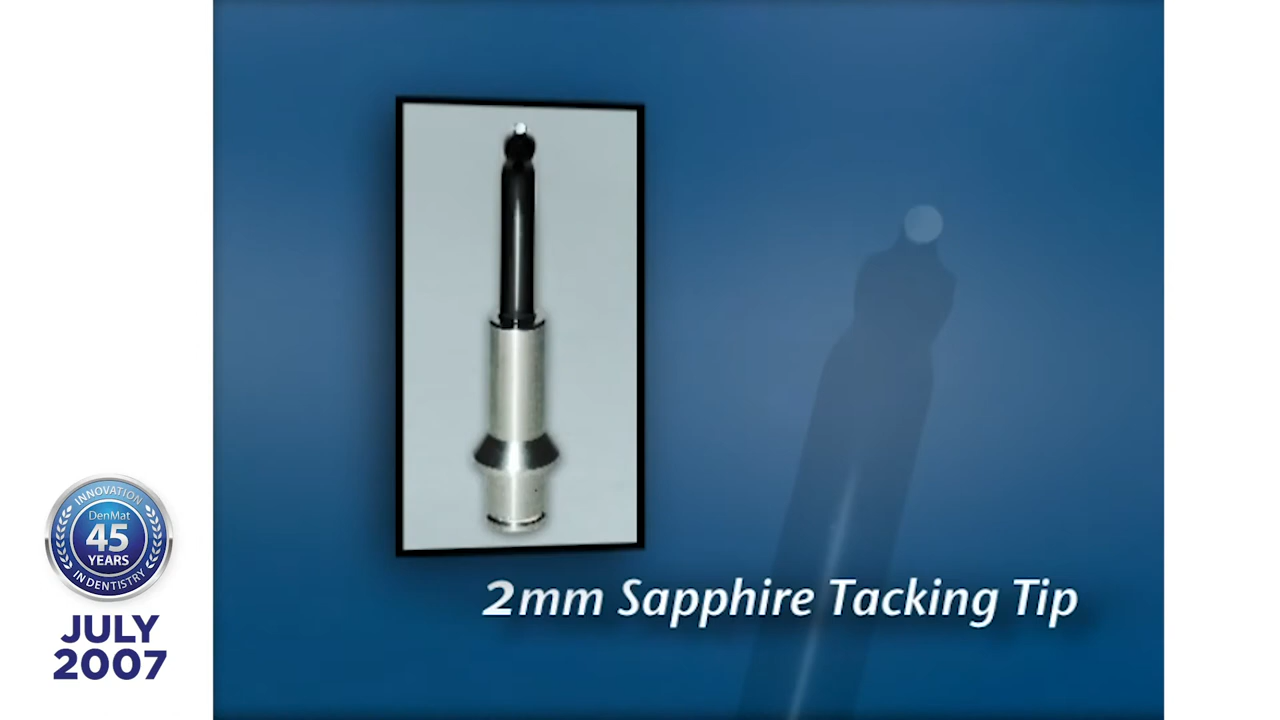 2mm Sapphire Tacking Tip
INNOVATION
DenMat
45
YEARS
IN DENTISTRY
JULY
2007